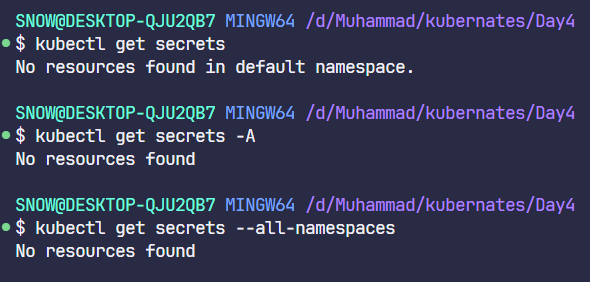 SNOW@DESKTOP-QJU2QB7 MINGW64 /d/Muhammad/kubernates/Day4
$ kubectl get secrets
No resources found in default namespace.
SNOW@DESKTOP-QJU2QB7 MINGW64 /d/Muhammad/kubernates/Day4
$ kubectl get secrets -A
No resources found
SNOW@DESKTOP-QJU2QB7 MINGW64 /d/Muhammad/kubernates/Day4
$ kubectl get secrets --all-namespaces
No resources found